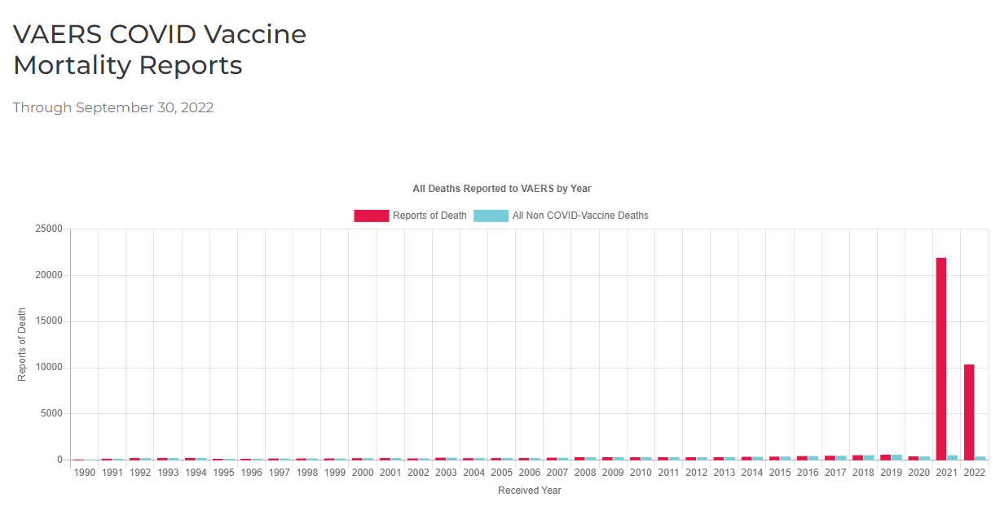 VAERS COVID Vaccine
Mortality Reports
Through September 30, 2022
All Deaths Reported to VAERS by Year
Reports of Death All Non COVID-Vaccine Deaths
25000
20000
15000
10000
5000
0
Reports of Death
1990 1991 1992 1993 1994 1995 1996 1997 1998 1999 2000 2001 2002 2003 2004 2005 2006 2007 2008 2009 2010 2011 2012 2013 2014 2015 2016 2017 2018 2019 2020 2021 2022
Received Year